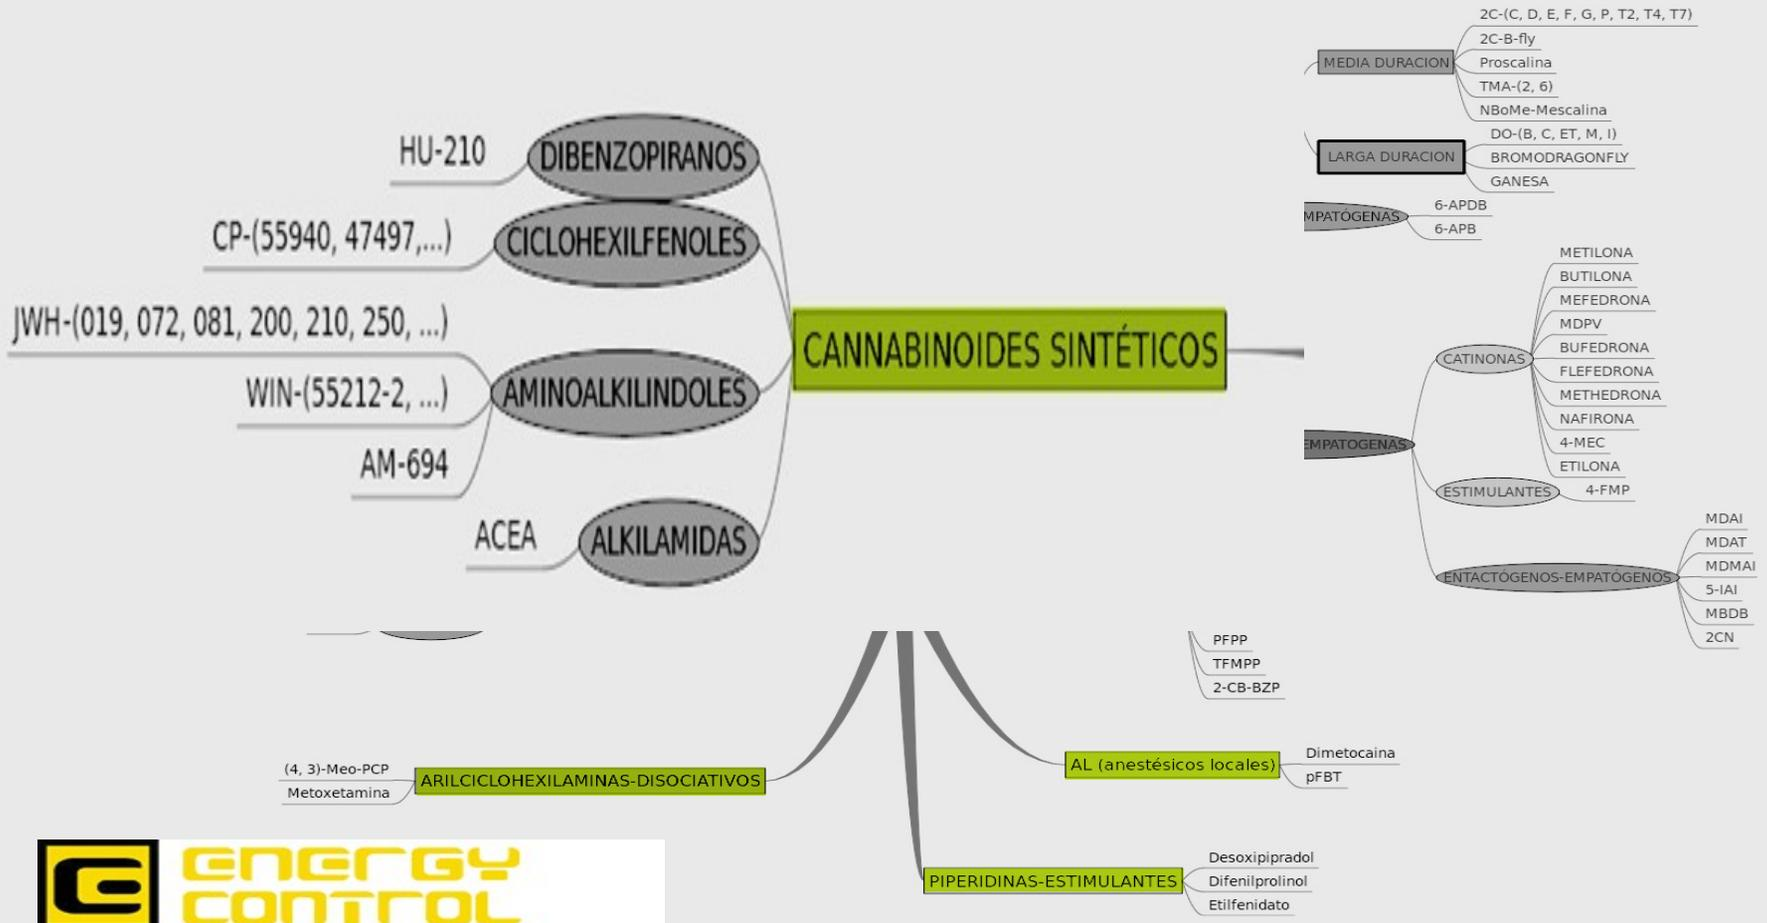 HU-210
DIBENZOPIRANOS
CP-(55940, 47497,...)
CICLOHEXILFENOLES
JWH-(019, 072, 081, 200, 210, 250, ...)
WIN-(55212-2, ...)
AMINOALKILINDOLES
AM-694
ACEA
ALKILAMIDAS
CANNABINOIDES SINTÉTICOS
MEDIA DURACION
2C-(C, D, E, F, G, P, T2, T4, T7)
2C-B-fly
Proscalina
TMA-(2, 6)
NBoMe-Mescalina
LARGA DURACION
DO-(B, C, ET, M, I)
BROMODRAGONFLY
GANESA
MPATÓGENAS
6-APDB
6-APB
EMPATOGENAS
CATINONAS
METILONA
BUTILONA
MEFEDRONA
MDPV
BUFEDRONA
FLEFEDRONA
METHEDRONA
NAFIRONA
4-MEC
ETILONA
ESTIMULANTES
4-FMP
ENTACTÓGENOS-EMPATÓGENOS
MDAI
MDAT
MDMAI
5-IAI
MBDB
2CN
PFPP
TFMPP
2-CB-BZP
(4, 3)-Meo-PCP
Metoxetamina
ARILCICLOHEXILAMINAS-DISOCIATIVOS
AL (anestésicos locales)
Dimetocaina
pFBT
PIPERIDINAS-ESTIMULANTES
Desoxipipradol
Difenilprolinol
Etilfenidato
ENERGY
CONTROL